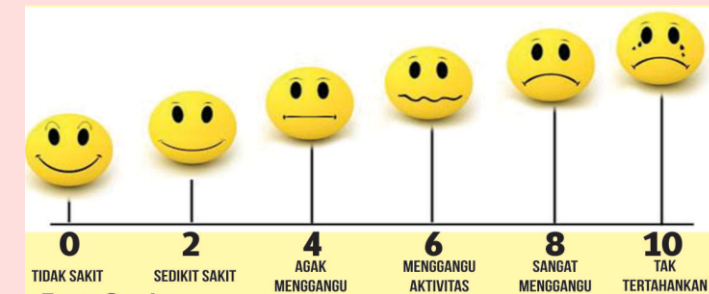 0 2 4 6 8 10
TIDAK SAKIT SEDIKIT SAKIT AGAK MENGGANGU SANGAT TAK
MENGGANGU AKTIVITAS MENGGANGU TERTAHANKAN